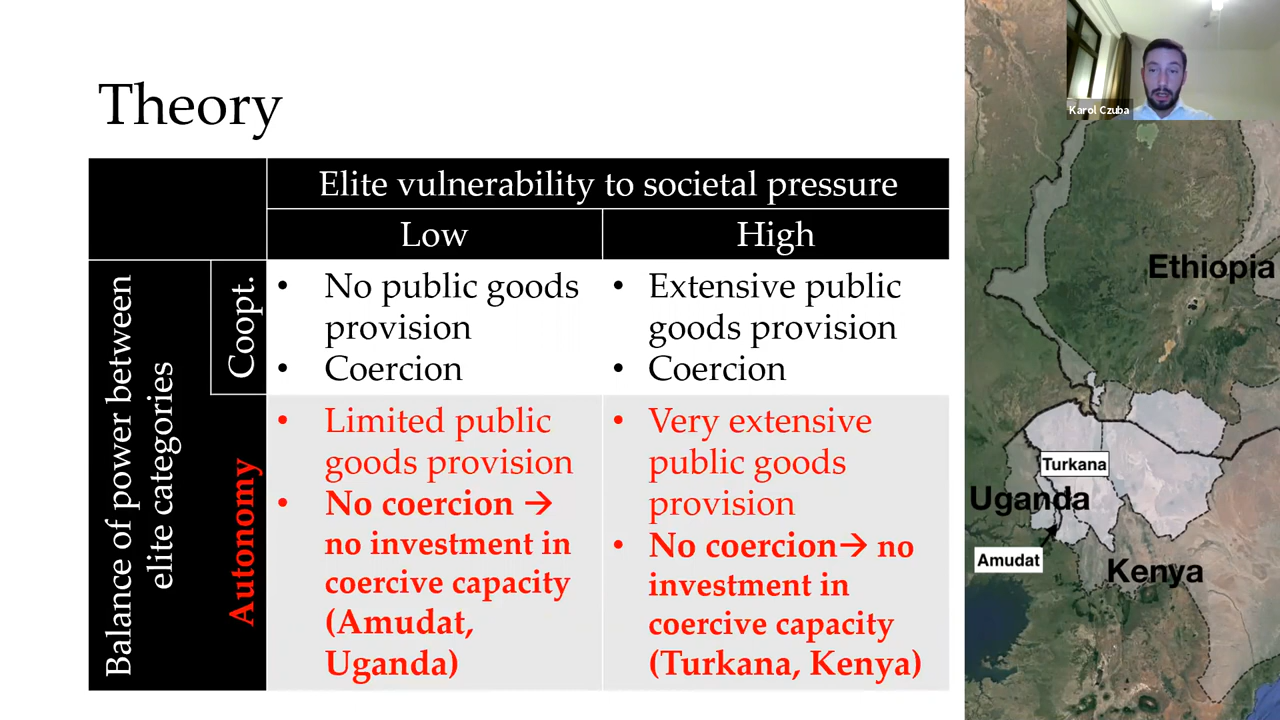 Theory
Elite vulnerability to societal pressure
Low
High
Balance of power between
elite categories
Coopt.
• No public goods
provision
• Coercion
• Extensive public
goods provision
• Coercion
Autonomy
• Limited public
goods provision
• No coercion →
no investment in
coercive capacity
(Amudat,
Uganda)
• Very extensive
public goods
provision
• No coercion→ no
investment in
coercive capacity
(Turkana, Kenya)
Karol Czuba
Ethiopia
Turkana
Uganda
Amudat
Kenya